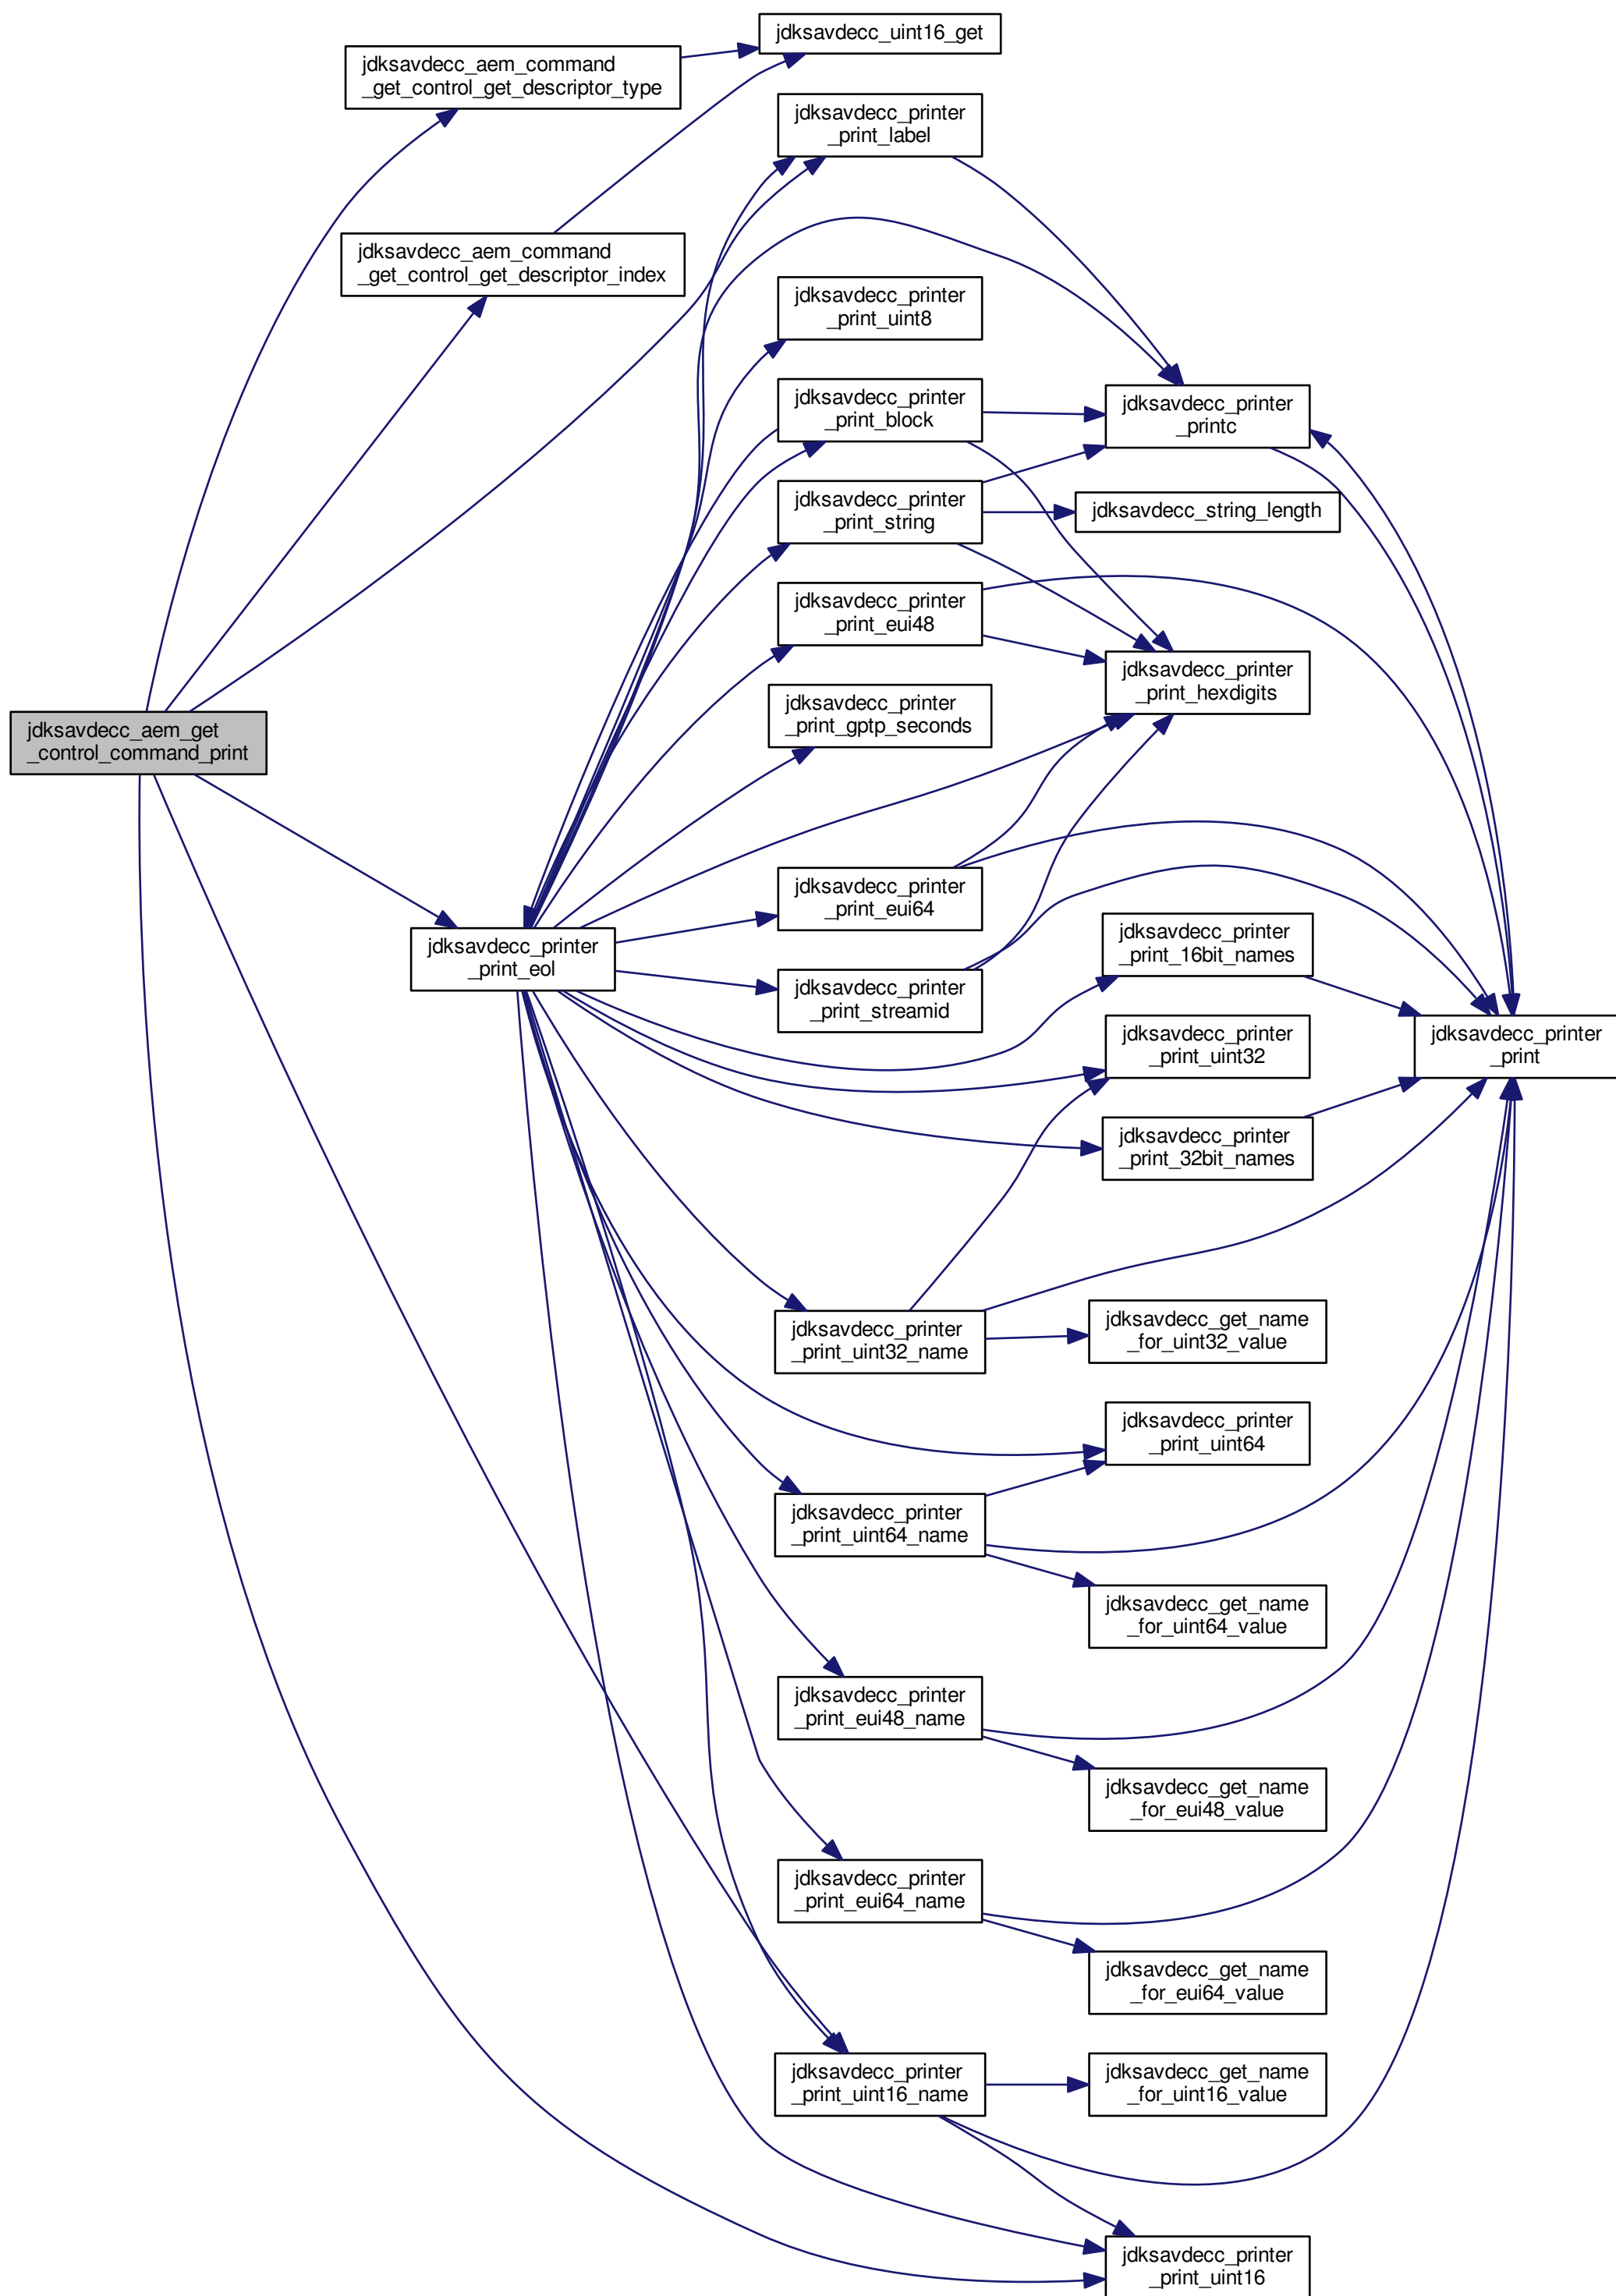 jdksavdecc_uint16_get
jdksavdecc_aem_command
_get_control_get_descriptor_type
jdksavdecc_printer
_print_label
jdksavdecc_aem_command
_get_control_get_descriptor_index
jdksavdecc_printer
_print_uint8
jdksavdecc_printer
_print_block
jdksavdecc_printer
_printc
jdksavdecc_printer
_print_string
jdksavdecc_string_length
jdksavdecc_printer
_print_eui48
jdksavdecc_printer
_print_hexdigits
jdksavdecc_printer
_print_gptp_seconds
jdksavdecc_aem_get
_control_command_print
jdksavdecc_printer
_print_eui64
jdksavdecc_printer
_print_16bit_names
jdksavdecc_printer
_print_eol
jdksavdecc_printer
_print_streamid
jdksavdecc_printer
_print_uint32
jdksavdecc_printer
_print
jdksavdecc_printer
_print_32bit_names
jdksavdecc_printer
_print_uint32_name
jdksavdecc_get_name
_for_uint32_value
jdksavdecc_printer
_print_uint64
jdksavdecc_printer
_print_uint64_name
jdksavdecc_get_name
_for_uint64_value
jdksavdecc_printer
_print_eui48_name
jdksavdecc_get_name
_for_eui48_value
jdksavdecc_printer
_print_eui64_name
jdksavdecc_get_name
_for_eui64_value
jdksavdecc_printer
_print_uint16_name
jdksavdecc_get_name
_for_uint16_value
jdksavdecc_printer
_print_uint16